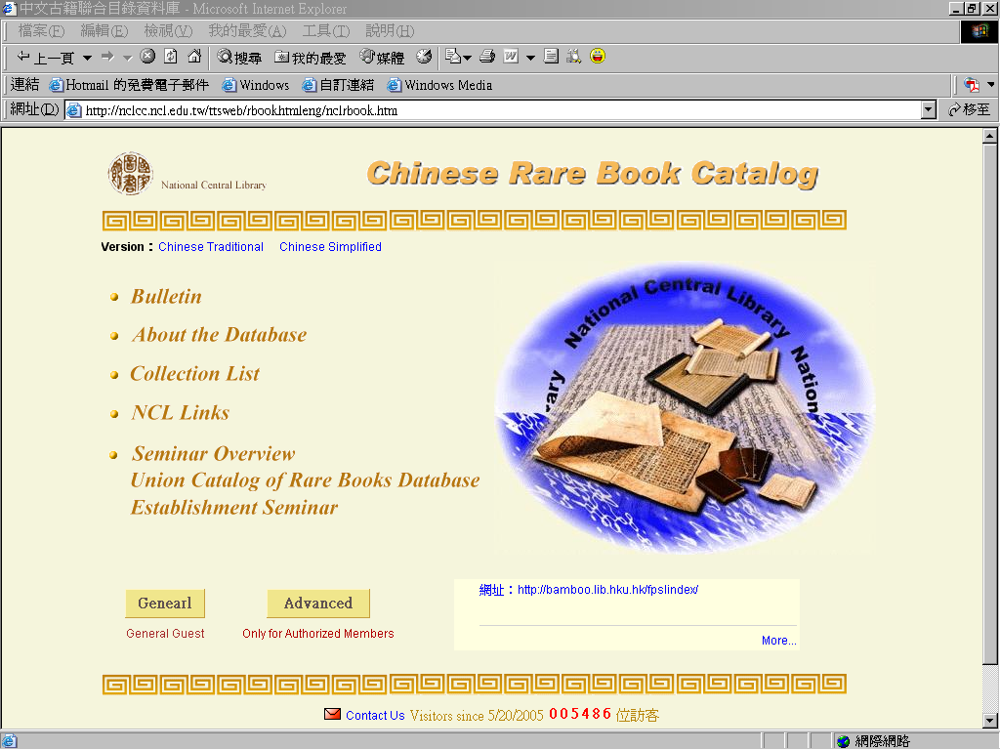 中文古籍聯合目錄資料庫 - Microsoft Internet Explorer
檔案(F) 編輯(E) 檢視(V) 我的最愛(A) 工具(T) 說明(H)
上一頁 搜尋 我的最愛 媒體
連結 Hotmail 的免費電子郵件 Windows 自訂連結 Windows Media
網址(D) http://nclcc.ncl.edu.tw/ttsweb/rbookhtmleng/nclrbook.htm 移至
National Central Library
Chinese Rare Book Catalog
Version： Chinese Traditional Chinese Simplified
rary National Central Library Nation
Bulletin
About the Database
Collection List
NCL Links
Seminar Overview
Union Catalog of Rare Books Database
Establishment Seminar
Genearl Advanced
General Guest Only for Authorized Members
網址：http://bamboo.lib.hku.hk/fpslindex/
More...
Contact Us Visitors since 5/20/2005 005486 位訪客
網際網路